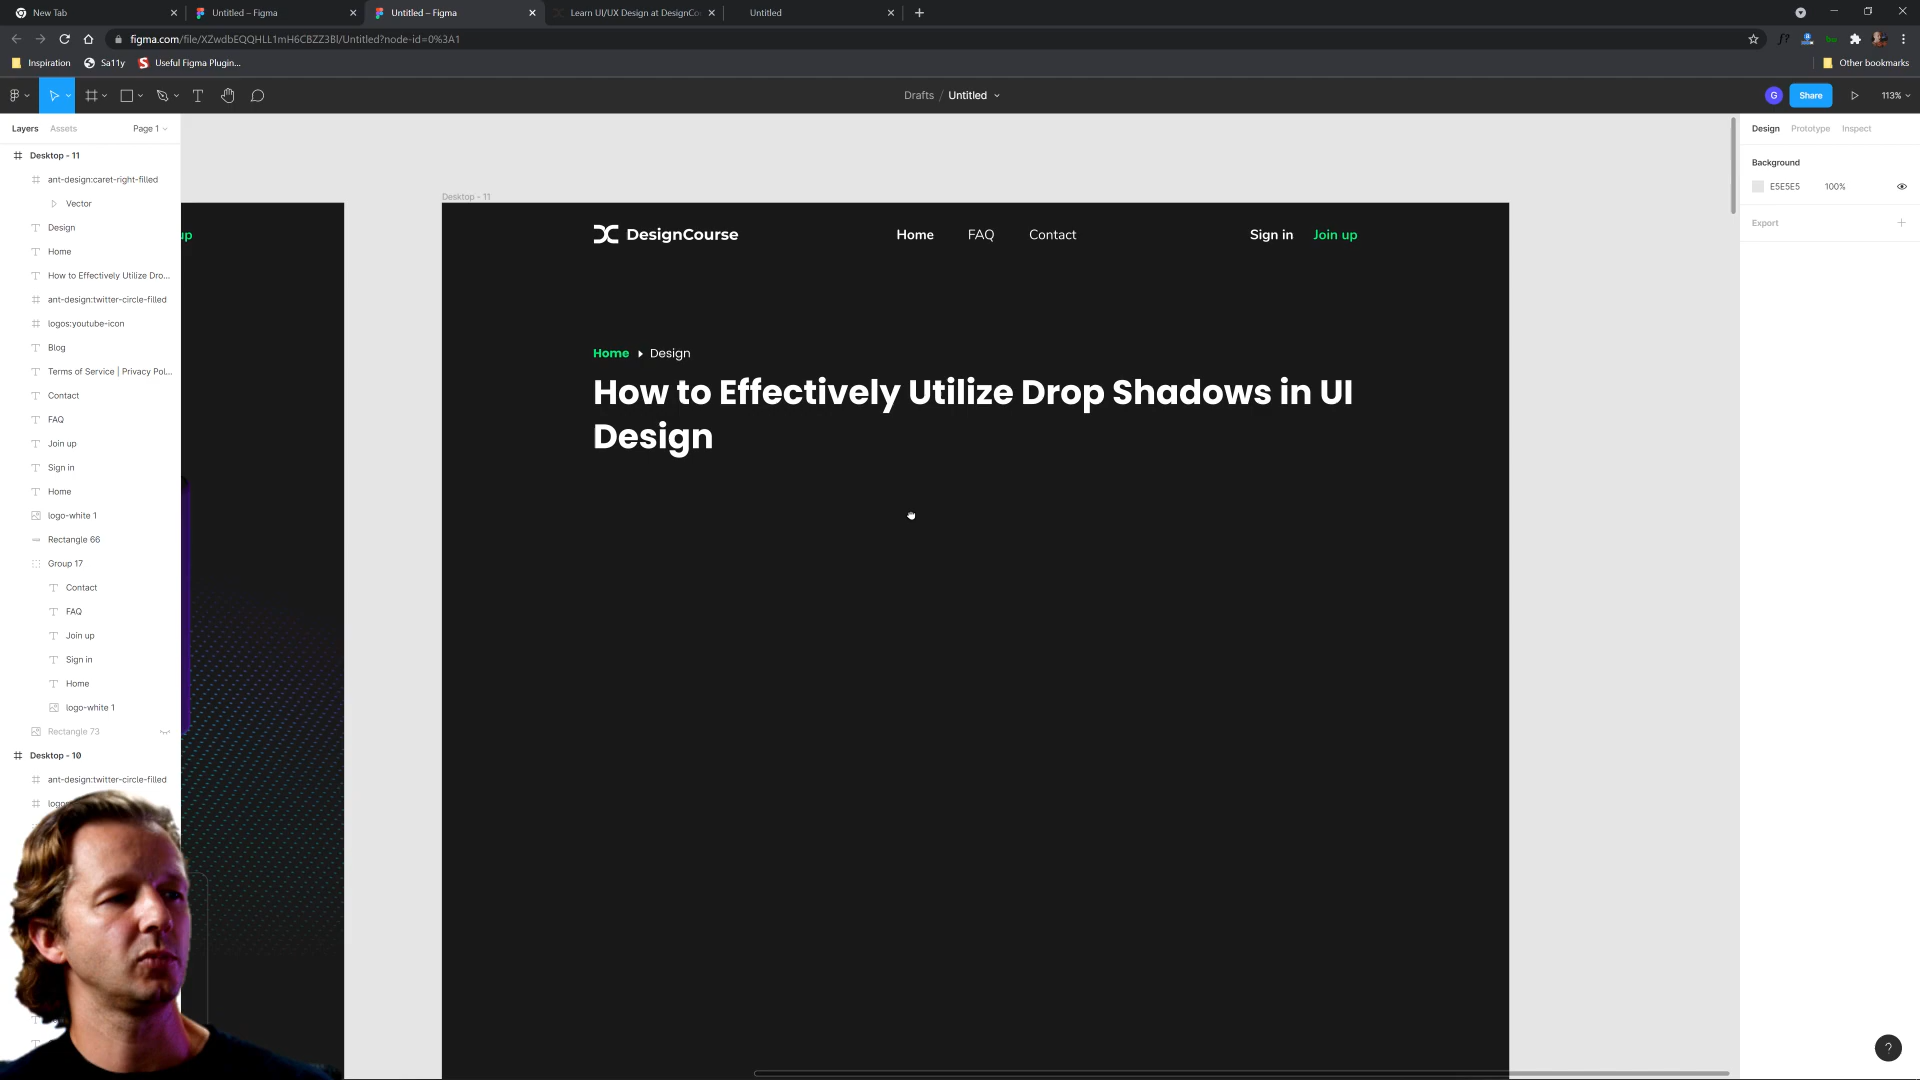 New Tab
Untitled – Figma
Untitled – Figma
Learn UI/UX Design at DesignCo
Untitled
figma.com/file/XZwdbEQQHLL1mH6CBZZ3Bl/Untitled?node-id=0%3A1
Inspiration
Sa11y
Useful Figma Plugin...
Other bookmarks
Drafts / Untitled
G
Share
113%
Layers
Assets
Page 1
Design
Prototype
Inspect
Background
E5E5E5
100%
Export
Desktop - 11
ant-design:caret-right-filled
Vector
Design
Home
How to Effectively Utilize Dro...
ant-design:twitter-circle-filled
logos:youtube-icon
Blog
Terms of Service | Privacy Pol...
Contact
FAQ
Join up
Sign in
Home
logo-white 1
Rectangle 66
Group 17
Contact
FAQ
Join up
Sign in
Home
logo-white 1
Rectangle 73
Desktop - 10
ant-design:twitter-circle-filled
up
Desktop - 11
DesignCourse
Home
FAQ
Contact
Sign in
Join up
Home
Design
How to Effectively Utilize Drop Shadows in UI
Design
?